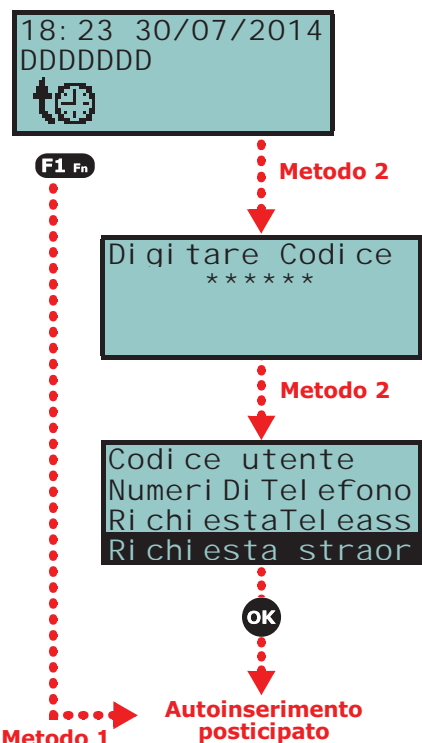 18:23 30/07/2014
DDDDDDD
F1 Fn
Metodo 2
Digitare Codice
******
Metodo 2
Codice utente
NumeriDiTelefono
RichiestaTeleass
Richiesta straor
OK
Autoinserimento
posticipato
Metodo 1